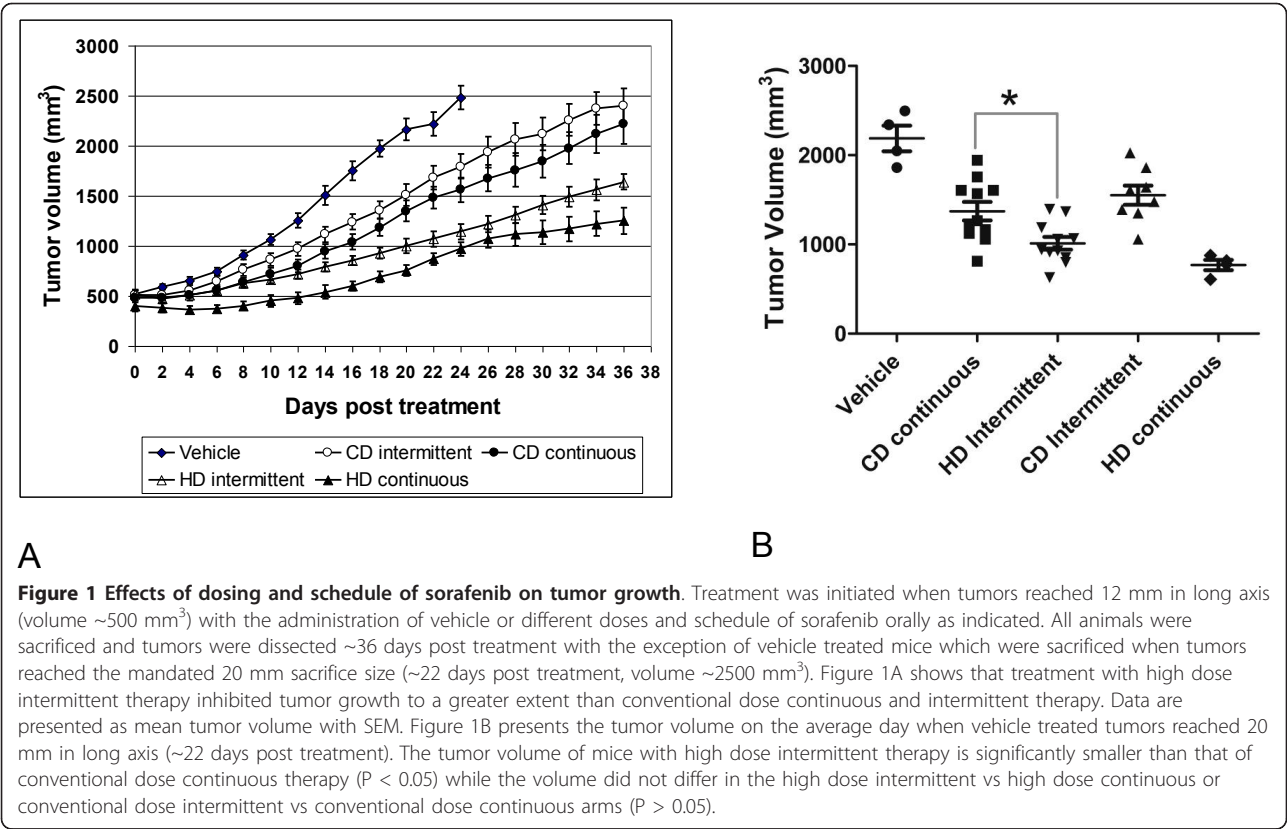 3000
2500
2000
1500
1000
500
0
Tumor volume (mm³)
0 2 4 6 8 10 12 14 16 18 20 22 24 26 28 30 32 34 36 38
Days post treatment
Vehicle CD intermittent CD continuous
HD intermittent HD continuous
A
3000
2000
1000
0
Tumor Volume (mm³)
*
Vehicle
CD continuous
HD Intermittent
CD Intermittent
HD continuous
B
Figure 1 Effects of dosing and schedule of sorafenib on tumor growth. Treatment was initiated when tumors reached 12 mm in long axis
(volume ~500 mm³) with the administration of vehicle or different doses and schedule of sorafenib orally as indicated. All animals were
sacrificed and tumors were dissected ~36 days post treatment with the exception of vehicle treated mice which were sacrificed when tumors
reached the mandated 20 mm sacrifice size (~22 days post treatment, volume ~2500 mm³). Figure 1A shows that treatment with high dose
intermittent therapy inhibited tumor growth to a greater extent than conventional dose continuous and intermittent therapy. Data are
presented as mean tumor volume with SEM. Figure 1B presents the tumor volume on the average day when vehicle treated tumors reached 20
mm in long axis (~22 days post treatment). The tumor volume of mice with high dose intermittent therapy is significantly smaller than that of
conventional dose continuous therapy (P < 0.05) while the volume did not differ in the high dose intermittent vs high dose continuous or
conventional dose intermittent vs conventional dose continuous arms (P > 0.05).